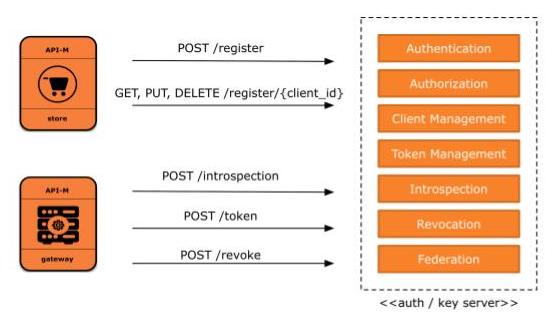 API-M
store
POST /register
GET, PUT, DELETE /register/{client_id}
API-M
gateway
POST /introspection
POST /token
POST /revoke
Authentication
Authorization
Client Management
Token Management
Introspection
Revocation
Federation
<<auth / key server>>